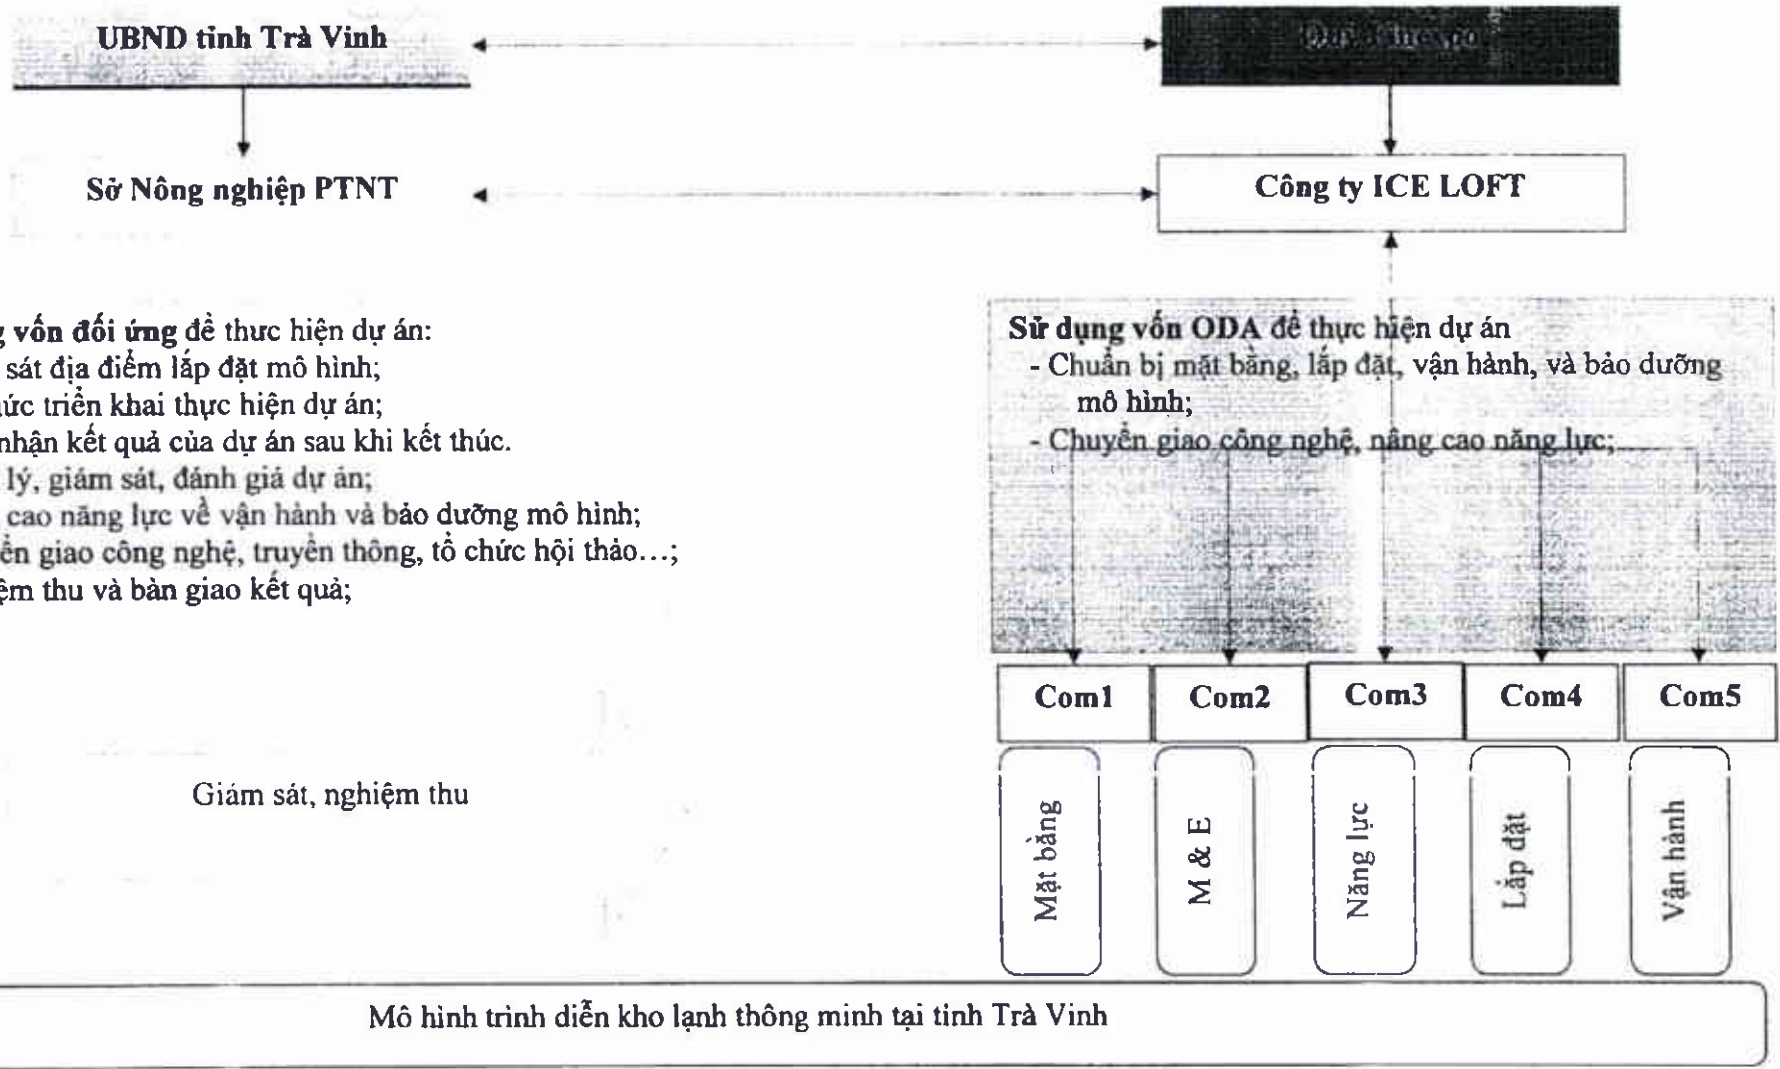 UBND tỉnh Trà Vinh
Sở Nông nghiệp PTNT
Công ty ICE LOFT
vốn đối ứng để thưc hiện dự án:
sát địa điểm lắp đặt mô hình;
triển khai thực hiện dự án;
nhận kết quả của dự án sau khi kết thúc.
lý, giám sát, đánh giá dự án;
cao năng lực về vận hành và bảo dưỡng mô hình;
giao công nghệ, truyền thông, tổ chức hội thảo...;
thu và bàn giao kết quả;
Sử dụng vốn ODA để thực hiện dự án
- Chuẩn bị mặt bằng, lắp đặt, vận hành, và bảo dưỡng
mô hình;
- Chuyển giao công nghệ, nâng cao năng lực;
Com1
Com2
Com3
Com4
Com5
Giám sát, nghiệm thu
Mặt bằng
M & E
Năng lực
Lắp đặt
Vận hành
Mô hình trình diễn kho lạnh thông minh tại tỉnh Trà Vinh